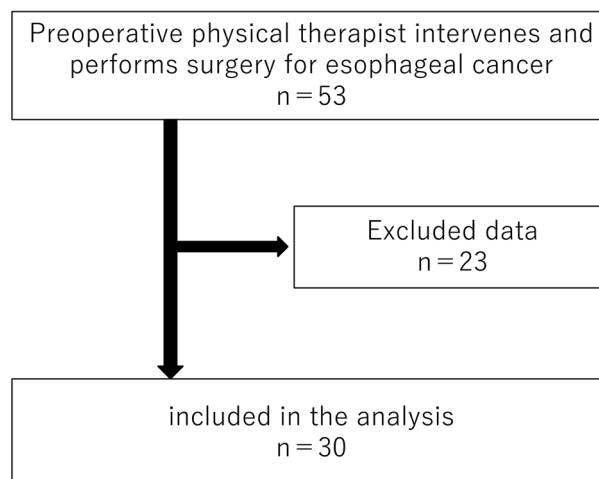 Preoperative physical therapist intervenes and
performs surgery for esophageal cancer
n＝53
Excluded data
n＝23
included in the analysis
n＝30